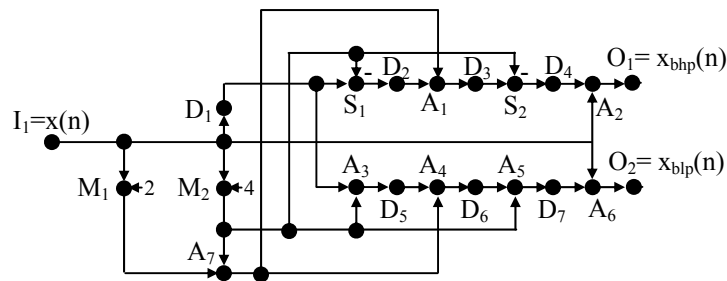 O₁= x_bhp(n)
D₂ D₃ D₄
- -
S₁ A₁ S₂ A₂
D₁
I₁=x(n)
O₂ = x_blp(n)
A₃ A₄ A₅
M₁ 2 M₂ 4
D₅ D₆ D₇ A₆
A₇